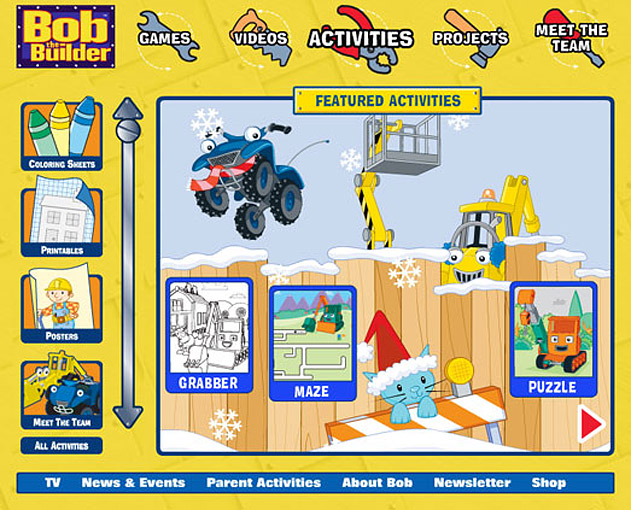 Bob
the
Builder
GAMES
VIDEOS
ACTIVITIES
PROJECTS
MEET THE
TEAM
FEATURED ACTIVITIES
COLORING SHEETS
PRINTABLES
POSTERS
MEET THE TEAM
ALL ACTIVITIES
GRABBER
MAZE
PUZZLE
TV News & Events Parent Activities About Bob Newsletter Shop